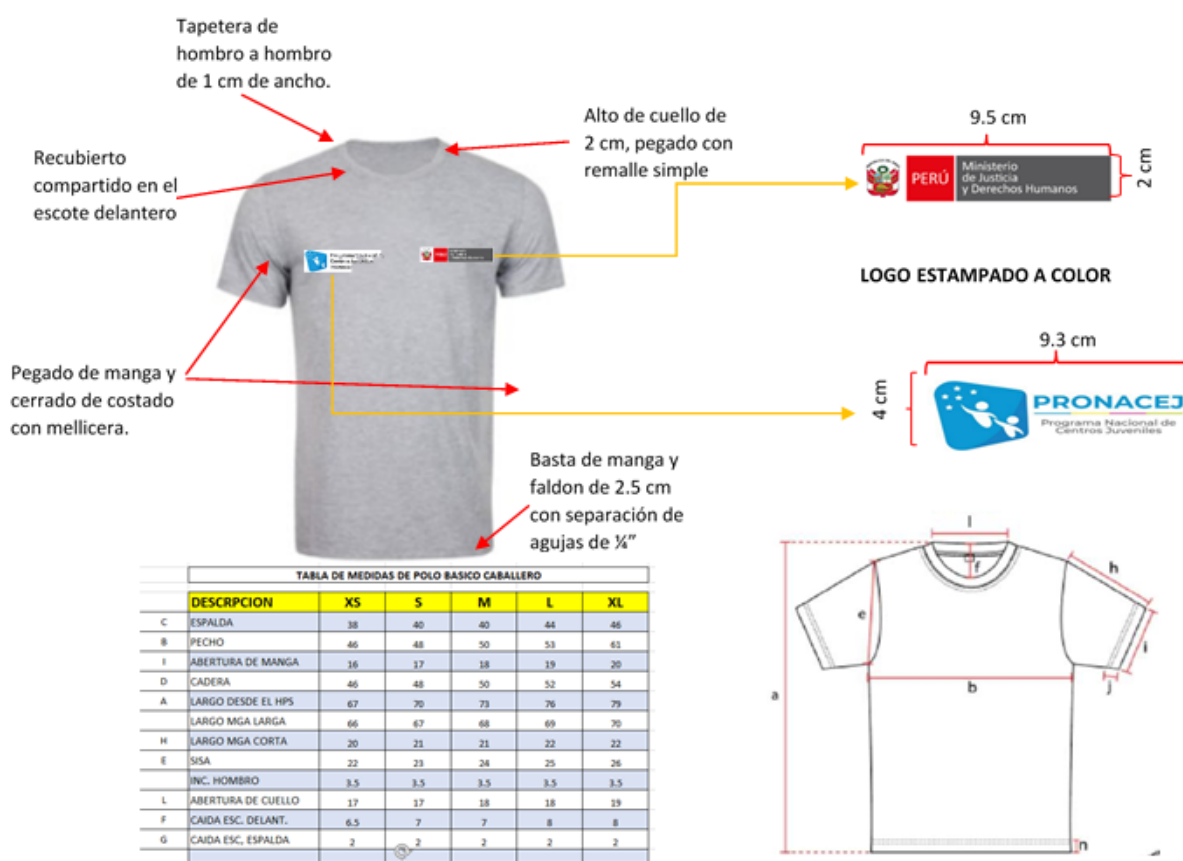 Tapetera de
hombro a hombro
de 1 cm de ancho.
Recubierto
compartido en el
escote delantero
Alto de cuello de
2 cm, pegado con
remalle simple
9.5 cm
2 cm
PERÚ
Ministerio
de Justicia
y Derechos Humanos
PERÚ
LOGO ESTAMPADO A COLOR
9.3 cm
4 cm
PRONACEJ
Programa Nacional de
Centros Juveniles
Pegado de manga y
cerrado de costado
con mellicera.
Basta de manga y
faldon de 2.5 cm
con separación de
agujas de ¼”
TABLA DE MEDIDAS DE POLO BASICO CABALLERO
DESCRPCION XS S M L XL
C ESPALDA 38 40 40 44 46
B PECHO 46 48 50 53 61
I ABERTURA DE MANGA 16 17 18 19 20
D CADERA 46 48 50 52 54
A LARGO DESDE EL HPS 67 70 73 76 79
LARGO MGA LARGA 66 67 68 69 70
H LARGO MGA CORTA 20 21 21 22 22
E SISA 22 23 24 25 26
INC. HOMBRO 3.5 3.5 3.5 3.5 3.5
L ABERTURA DE CUELLO 17 17 18 18 19
F CAIDA ESC. DELANT. 6.5 7 7 8 8
G CAIDA ESC, ESPALDA 2 2 2 2 2
l
f
h
e
i
j
b
a
n